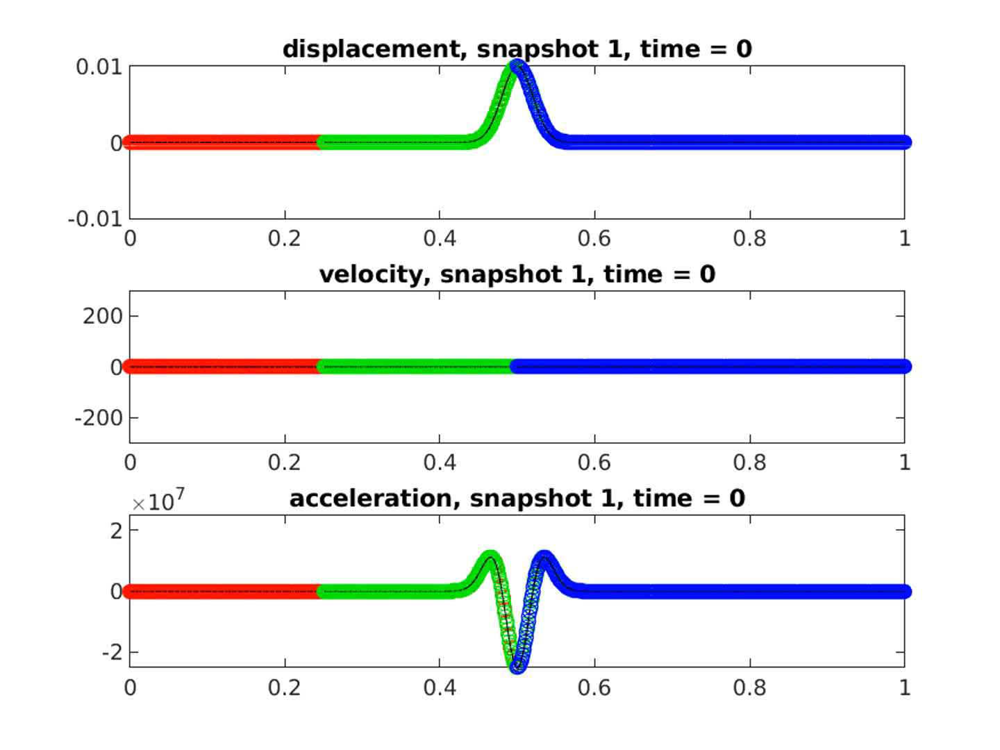 displacement, snapshot 1, time = 0
0.01
0
-0.01
0 0.2 0.4 0.6 0.8 1
velocity, snapshot 1, time = 0
200
0
-200
0 0.2 0.4 0.6 0.8 1
×10⁷
acceleration, snapshot 1, time = 0
2
0
-2
0 0.2 0.4 0.6 0.8 1